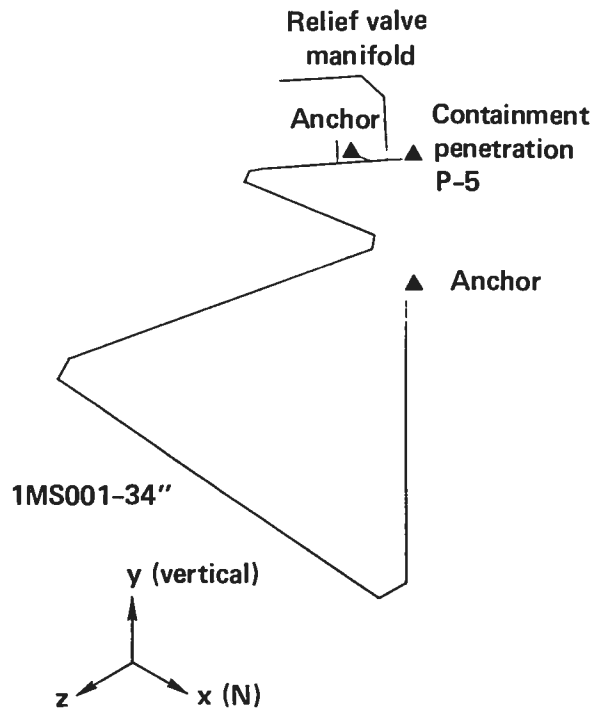 Relief valve
manifold
Anchor
Containment
penetration
P-5
Anchor
1MS001-34″
y (vertical)
z
x (N)